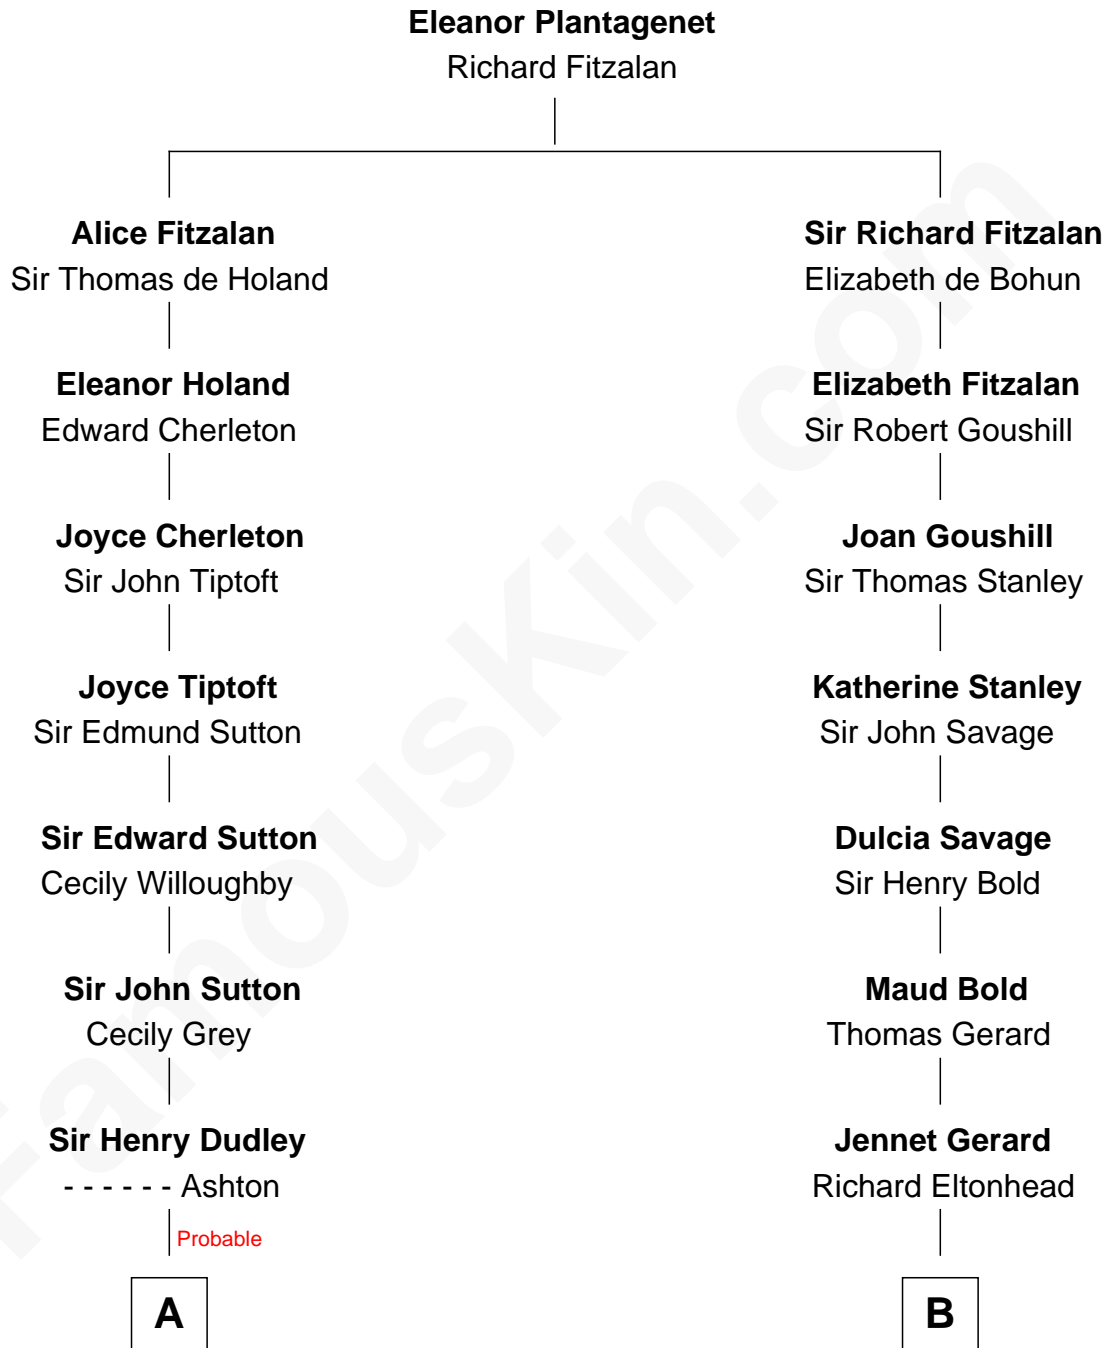 Eleanor Plantagenet
Richard Fitzalan
Alice Fitzalan
Sir Thomas de Holand
Eleanor Holand
Edward Cherleton
Joyce Cherleton
Sir John Tiptoft
Joyce Tiptoft
Sir Edmund Sutton
Sir Edward Sutton
Cecily Willoughby
Sir John Sutton
Cecily Grey
Sir Henry Dudley
- - - - - - Ashton
Probable
A
Sir Richard Fitzalan
Elizabeth de Bohun
Elizabeth Fitzalan
Sir Robert Goushill
Joan Goushill
Sir Thomas Stanley
Katherine Stanley
Sir John Savage
Dulcia Savage
Sir Henry Bold
Maud Bold
Thomas Gerard
Jennet Gerard
Richard Eltonhead
B
FamousKin.com